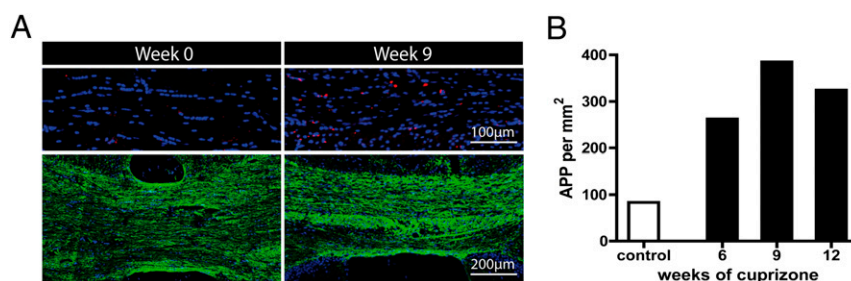 A
Week 0
Week 9
100µm
200µm
B
APP per mm²
400
300
200
100
0
control
6
9
12
weeks of cuprizone